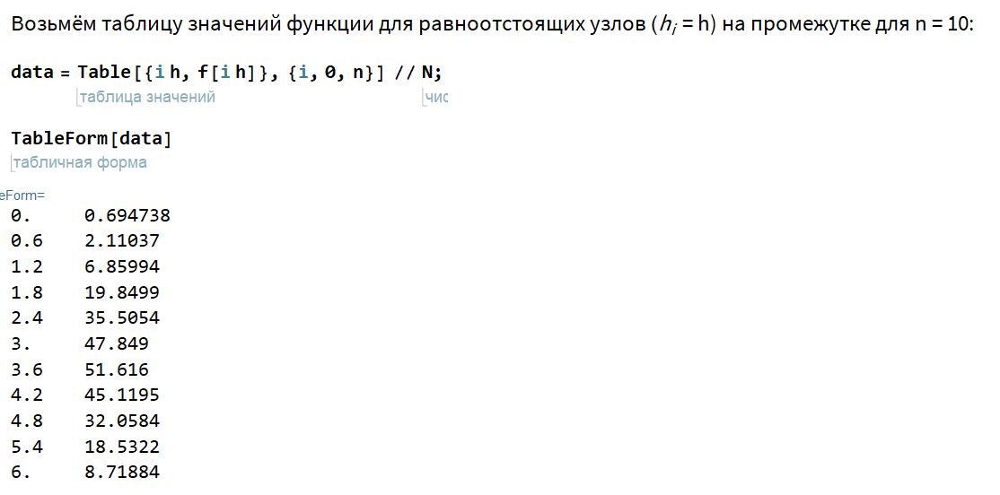 Возьмём таблицу значений функции для равноотстоящих узлов (hᵢ = h) на промежутке для n = 10:
data = Table[{i h, f[i h]}, {i, 0, n}] // N;
таблица значений чис
TableForm[data]
табличная форма
eForm=
0. 0.694738
0.6 2.11037
1.2 6.85994
1.8 19.8499
2.4 35.5054
3. 47.849
3.6 51.616
4.2 45.1195
4.8 32.0584
5.4 18.5322
6. 8.71884